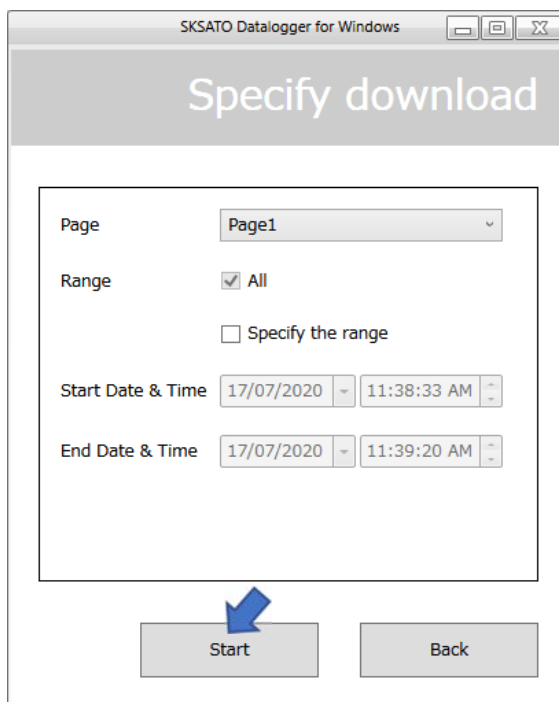 SKSATO Datalogger for Windows
Specify download
Page Page1
Range All
Specify the range
Start Date & Time 17/07/2020 11:38:33 AM
End Date & Time 17/07/2020 11:39:20 AM
Start Back